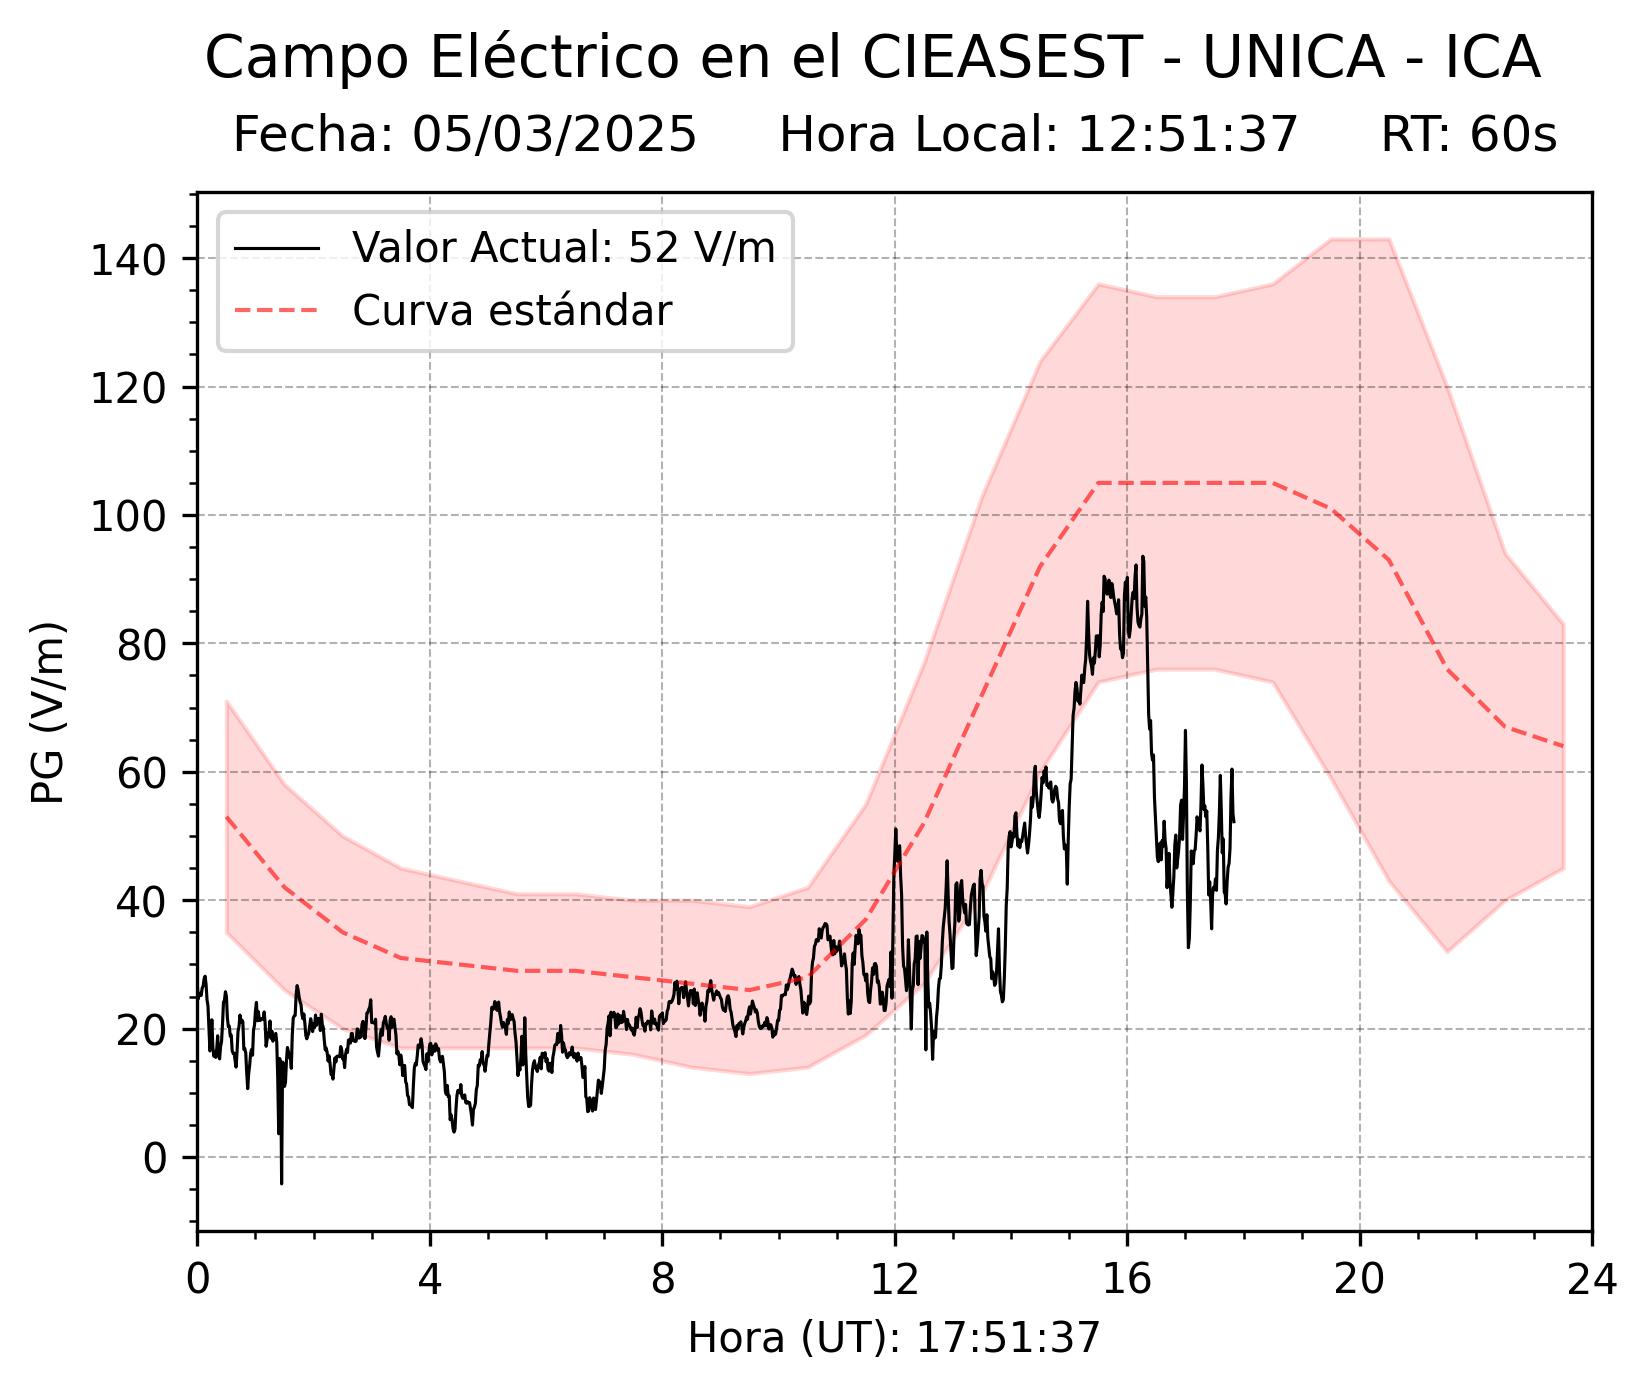 Campo Eléctrico en el CIEASEST - UNICA - ICA
Fecha: 05/03/2025 Hora Local: 12:51:37 RT: 60s
Valor Actual: 52 V/m
Curva estándar
PG (V/m)
140
120
100
80
60
40
20
0
0 4 8 12 16 20 24
Hora (UT): 17:51:37